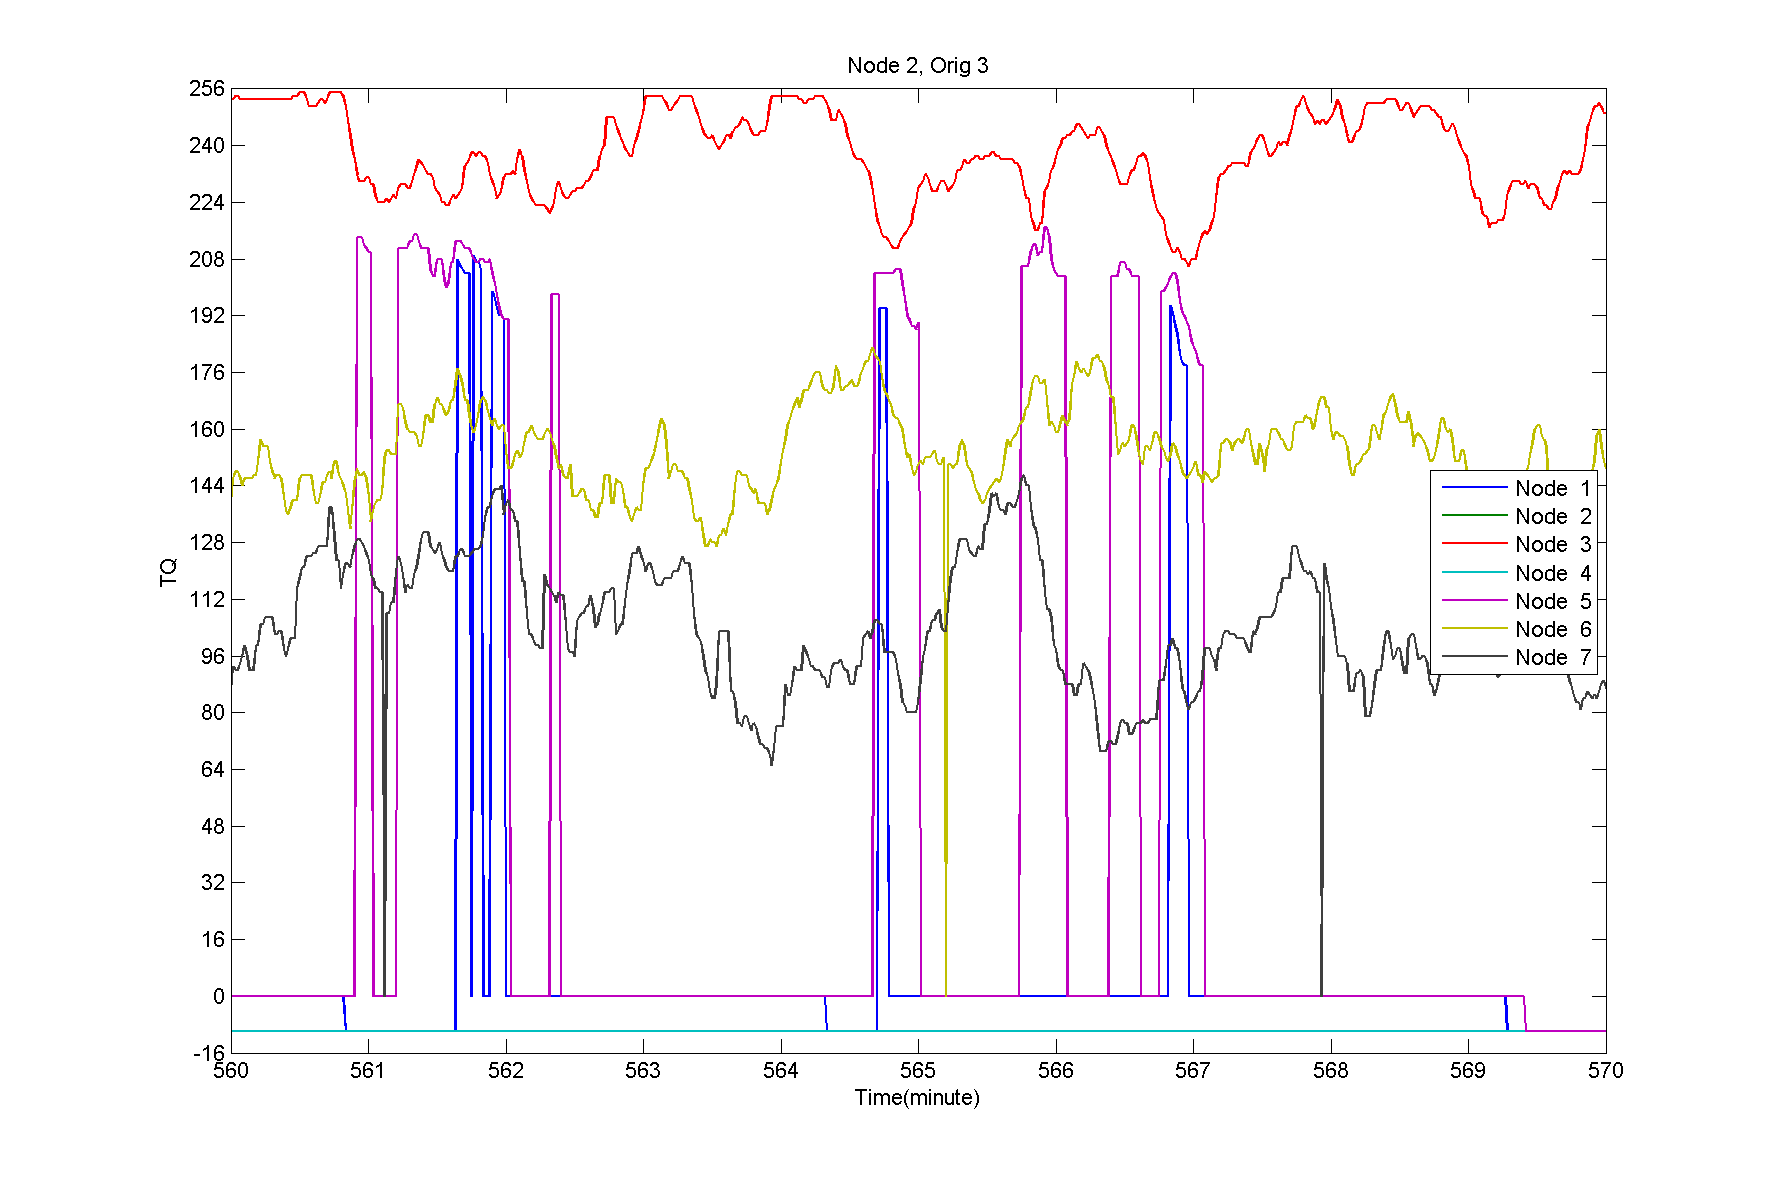 Node 2, Orig 3
256
240
224
208
192
176
160
144
128
112
96
80
64
48
32
16
0
-16
TQ
560 561 562 563 564 565 566 567 568 569 570
Time(minute)
Node 1
Node 2
Node 3
Node 4
Node 5
Node 6
Node 7